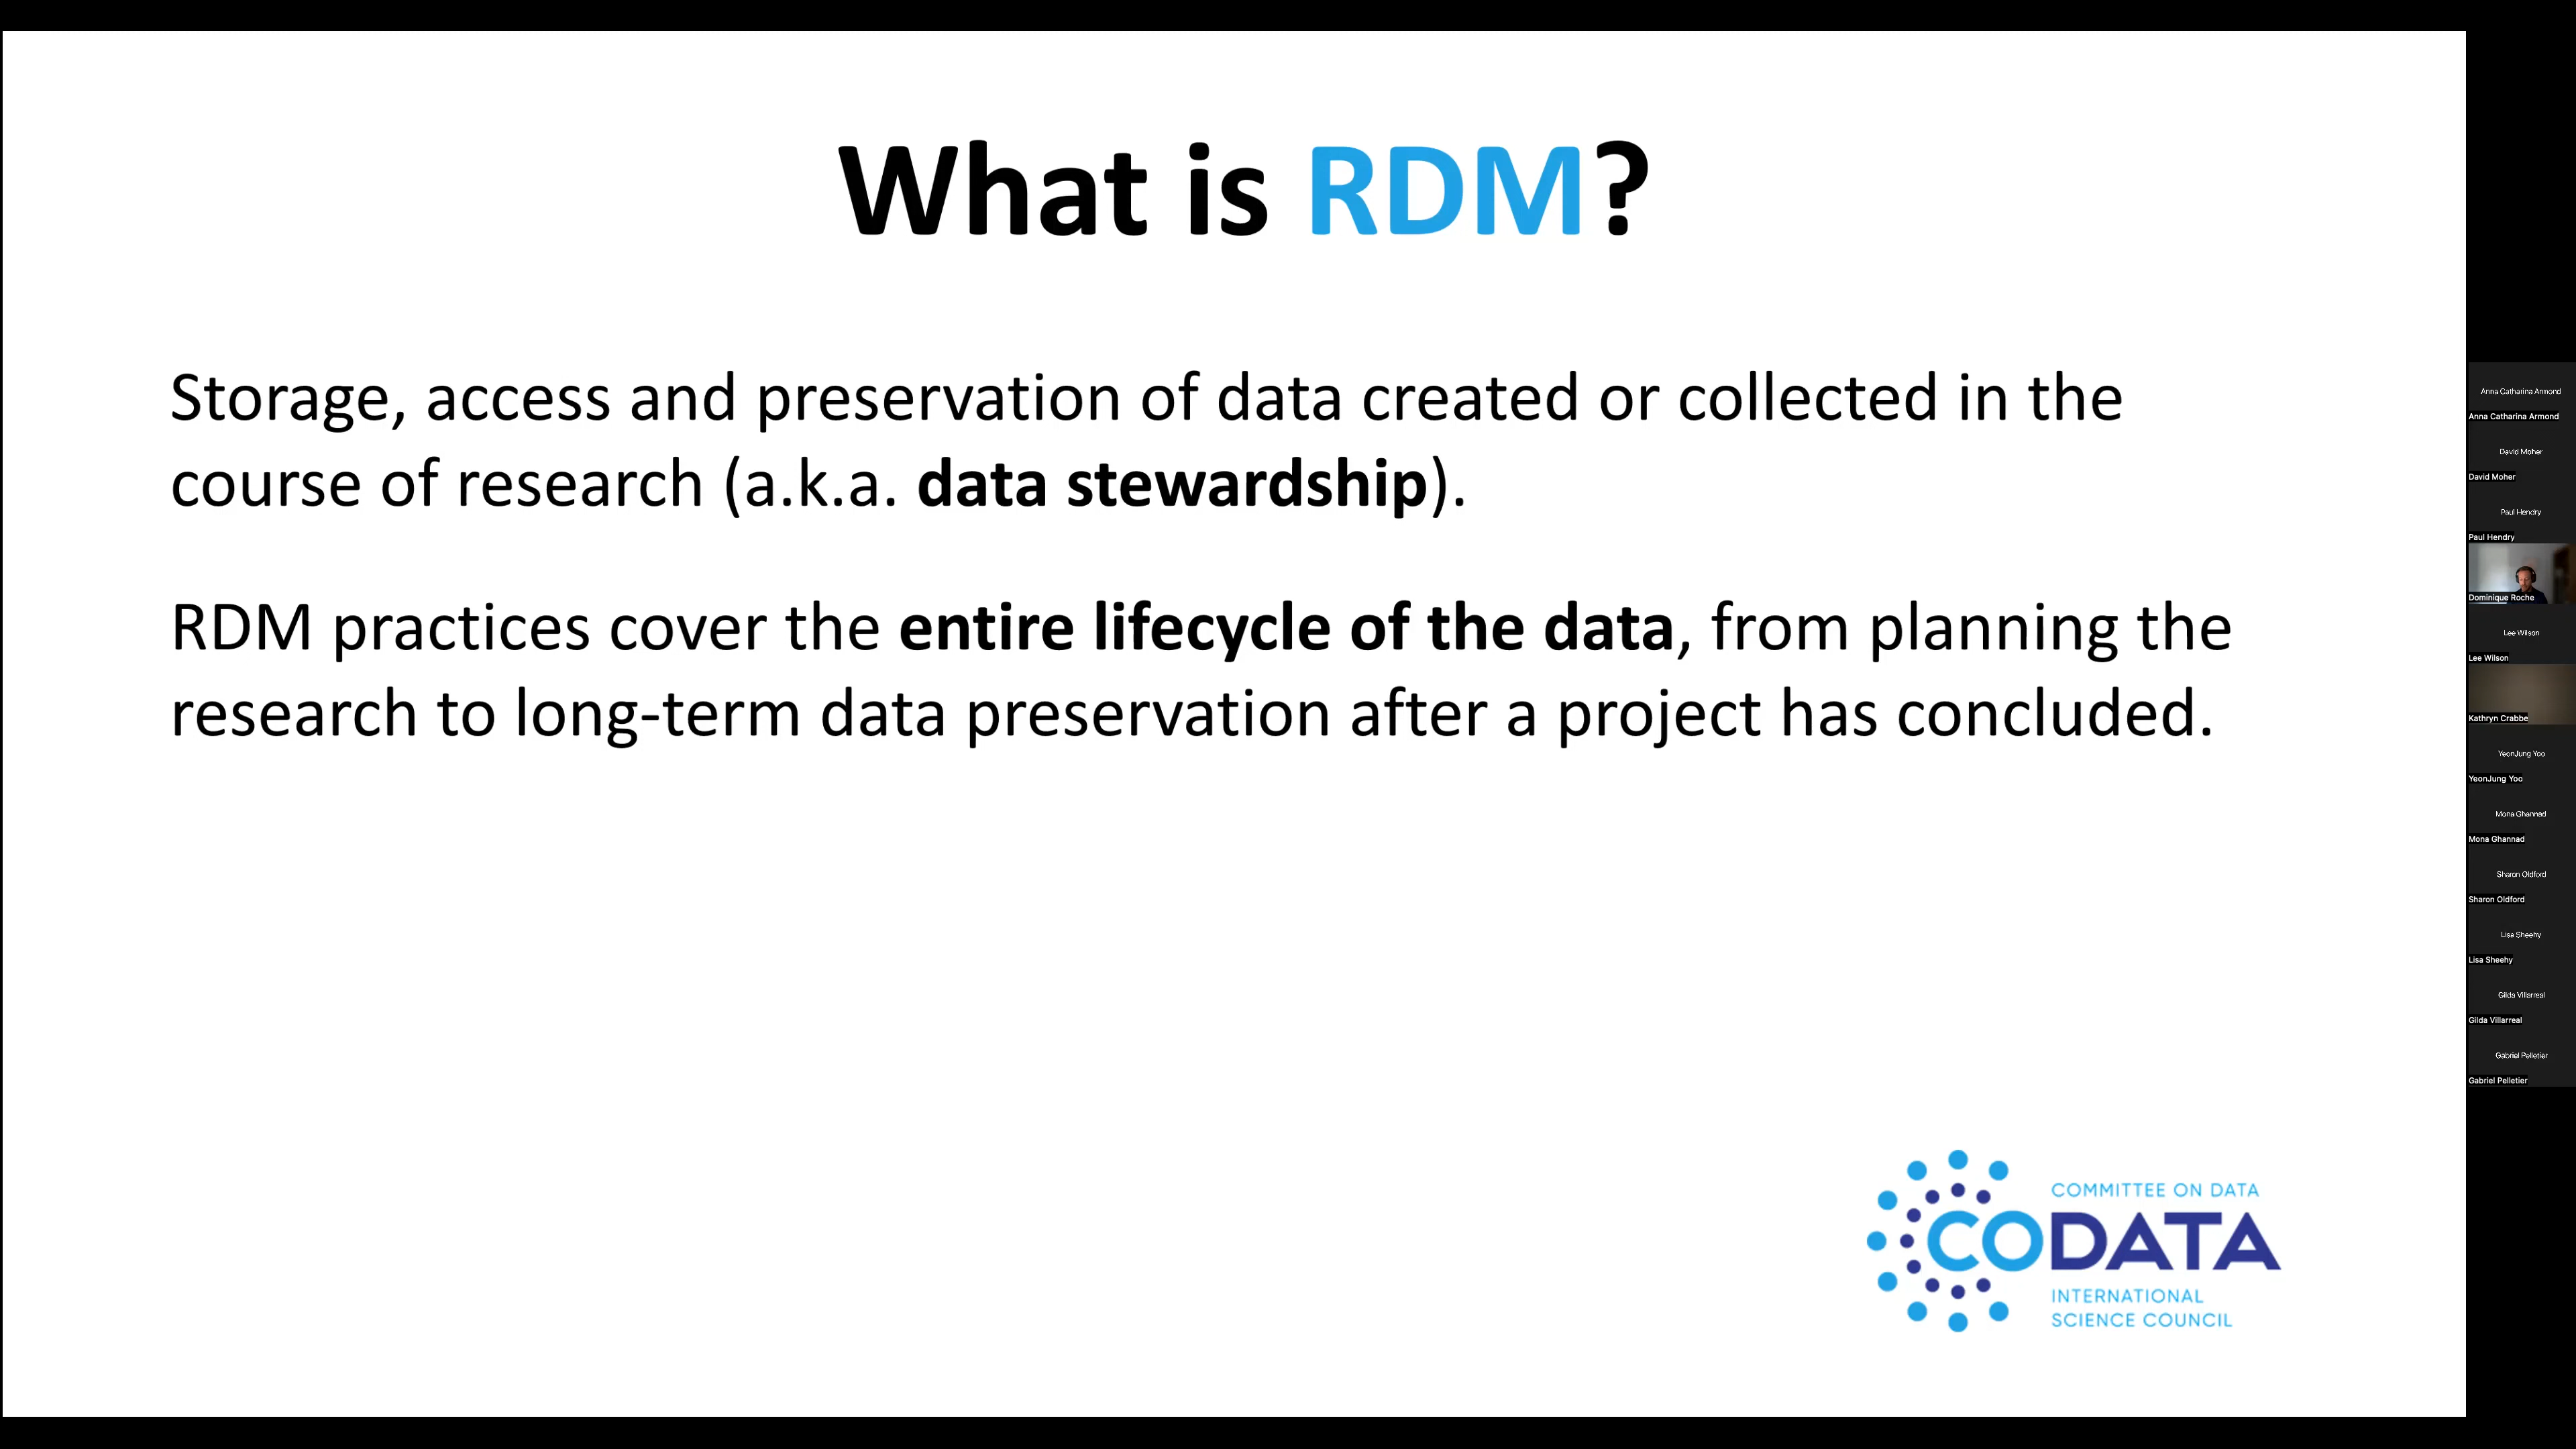 What is RDM?
Storage, access and preservation of data created or collected in the
course of research (a.k.a. data stewardship).
RDM practices cover the entire lifecycle of the data, from planning the
research to long-term data preservation after a project has concluded.
COMMITTEE ON DATA
CODATA
INTERNATIONAL
SCIENCE COUNCIL
Anna Catharina Armond
Anna Catharina Armond
David Moher
David Moher
Paul Hendry
Paul Hendry
Dominique Roche
Lee Wilson
Lee Wilson
Kathryn Crabbe
YeonJung Yoo
YeonJung Yoo
Mona Ghannad
Mona Ghannad
Sharon Oldford
Sharon Oldford
Lisa Sheehy
Lisa Sheehy
Gilda Villarreal
Gilda Villarreal
Gabriel Pelletier
Gabriel Pelletier